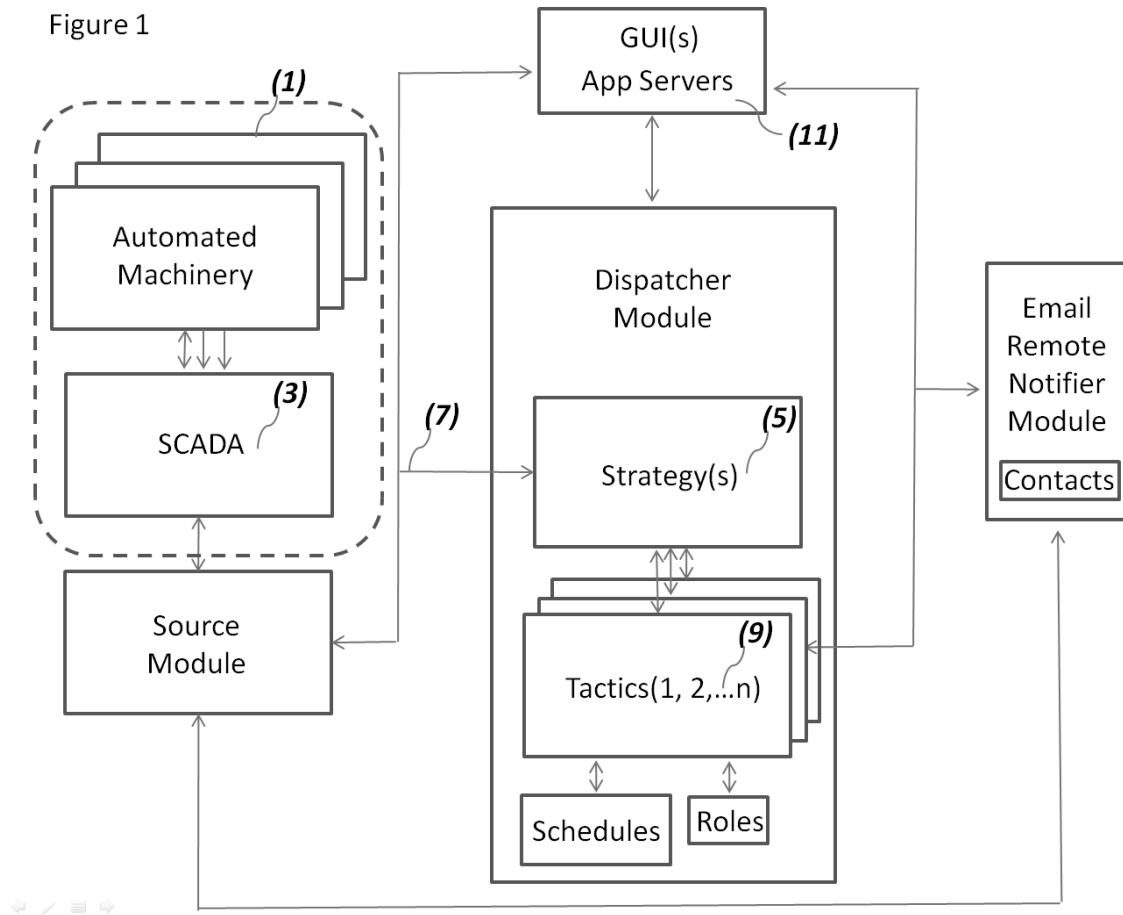 Figure 1
GUI(s)
App Servers
(11)
(1)
Automated
Machinery
(3)
SCADA
(7)
Source
Module
Dispatcher
Module
(5)
Strategy(s)
(9)
Tactics(1, 2,...n)
Schedules
Roles
Email
Remote
Notifier
Module
Contacts